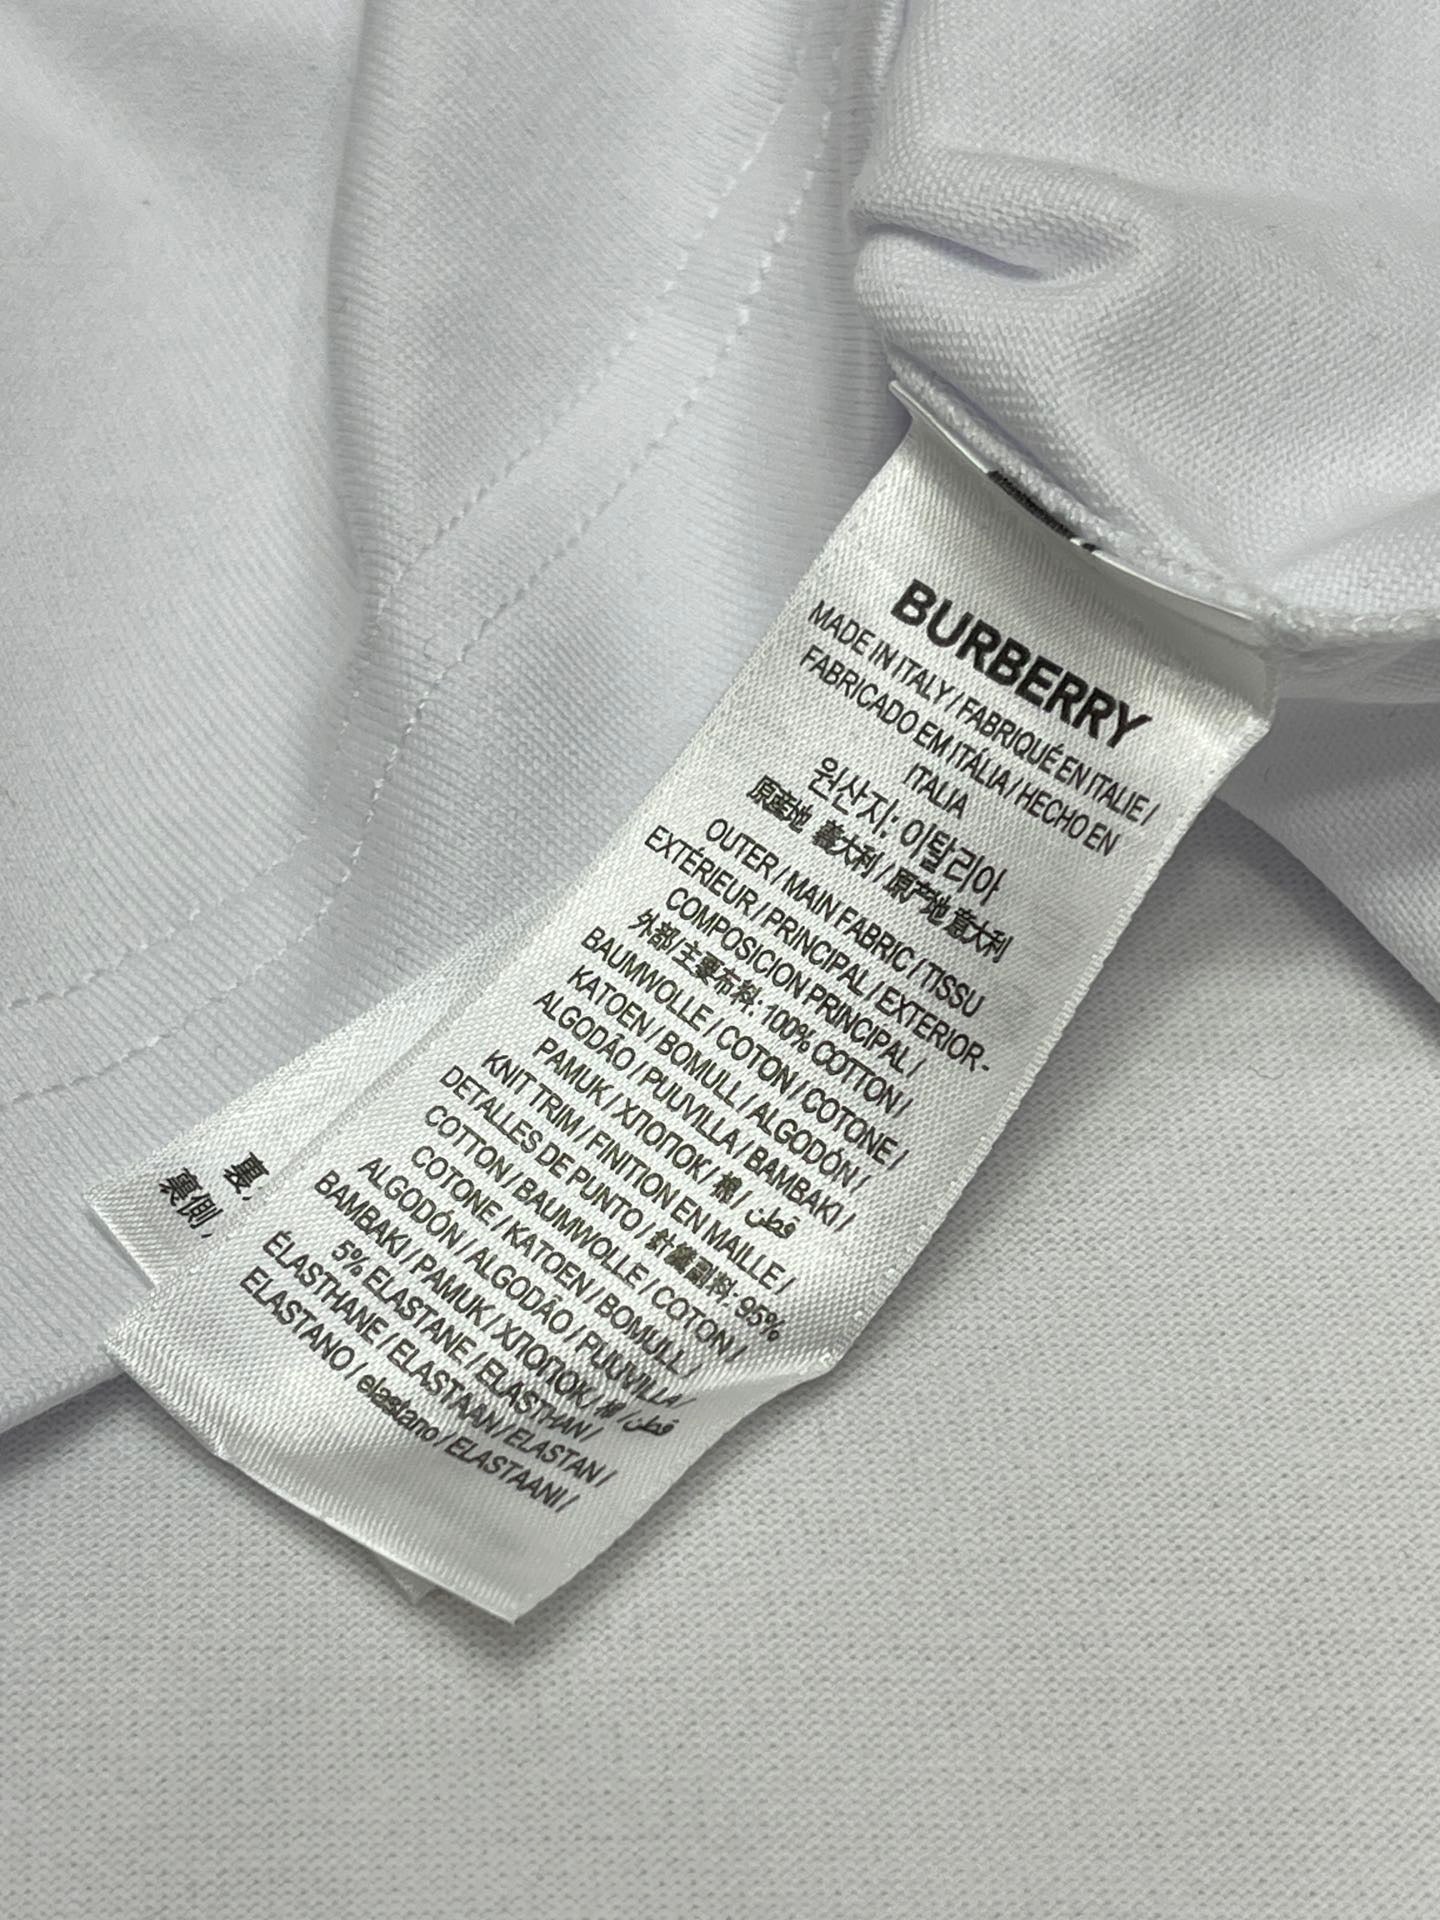 BURBERRY
MADE IN ITALY / FABRIQUÉ EN ITALIE /
FABRICADO EM ITÁLIA / HECHO EN
ITALIA
원산지: 이탈리아
原産地 義大利 / 原产地 意大利
OUTER / MAIN FABRIC / TISSU
EXTÉRIEUR / PRINCIPAL / EXTERIOR-
COMPOSICION PRINCIPAL /
外部/主要布料: 100% COTTON /
BAUMWOLLE / COTON / COTONE /
KATOEN / BOMULL / ALGODÓN /
ALGODÃO / PUUVILLA / BAMBAKI /
PAMUK / ХЛОПОК / 棉 / قطن
KNIT TRIM / FINITION EN MAILLE /
DETALLES DE PUNTO / 針織副料: 95%
COTTON / BAUMWOLLE / COTON /
COTONE / KATOEN / BOMULL /
ALGODÓN / ALGODÃO / PUUVILLA /
BAMBAKI / PAMUK / ХЛОПОК / 棉 / قطن
5% ELASTANE / ELASTHAN /
ÉLASTHANE / ELASTAAN / ELASTAN /
ELASTANO / elastano / ELASTAANI /
裏
裏側 /